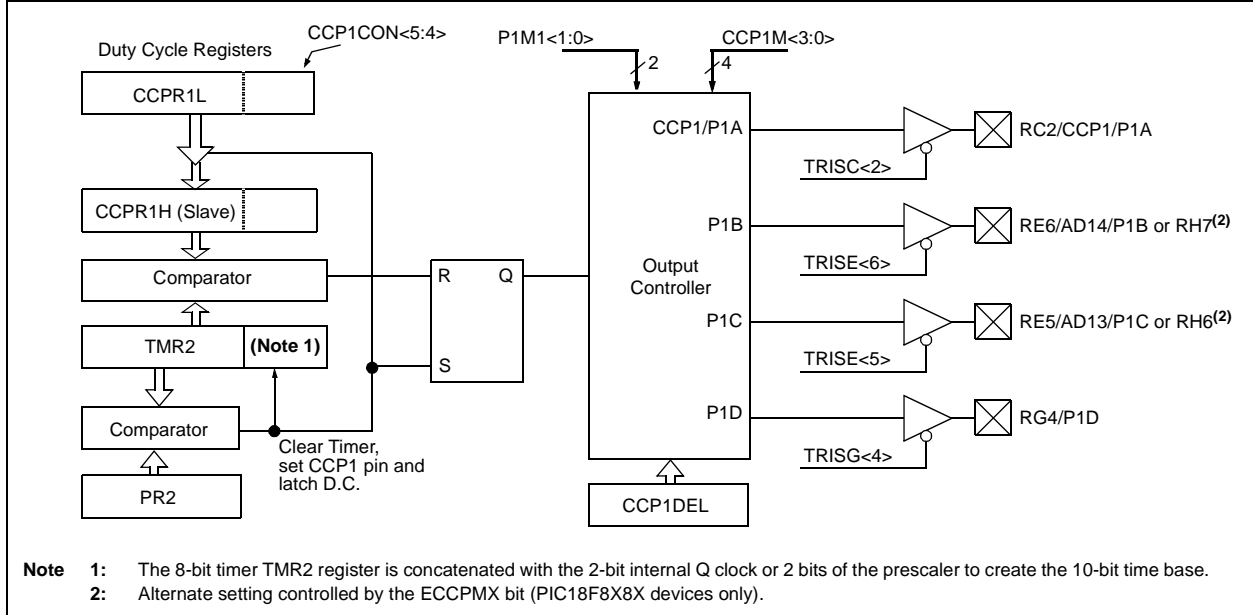 Duty Cycle Registers
CCP1CON<5:4>
P1M1<1:0>
CCP1M<3:0>
2
4
CCPR1L
CCP1/P1A
RC2/CCP1/P1A
TRISC<2>
CCPR1H (Slave)
P1B
RE6/AD14/P1B or RH7(2)
Comparator
R
Q
Output
Controller
TRISE<6>
TMR2
(Note 1)
P1C
RE5/AD13/P1C or RH6(2)
S
TRISE<5>
Comparator
P1D
RG4/P1D
Clear Timer,
set CCP1 pin and
latch D.C.
TRISG<4>
PR2
CCP1DEL
Note 1: The 8-bit timer TMR2 register is concatenated with the 2-bit internal Q clock or 2 bits of the prescaler to create the 10-bit time base.
2: Alternate setting controlled by the ECCPMX bit (PIC18F8X8X devices only).